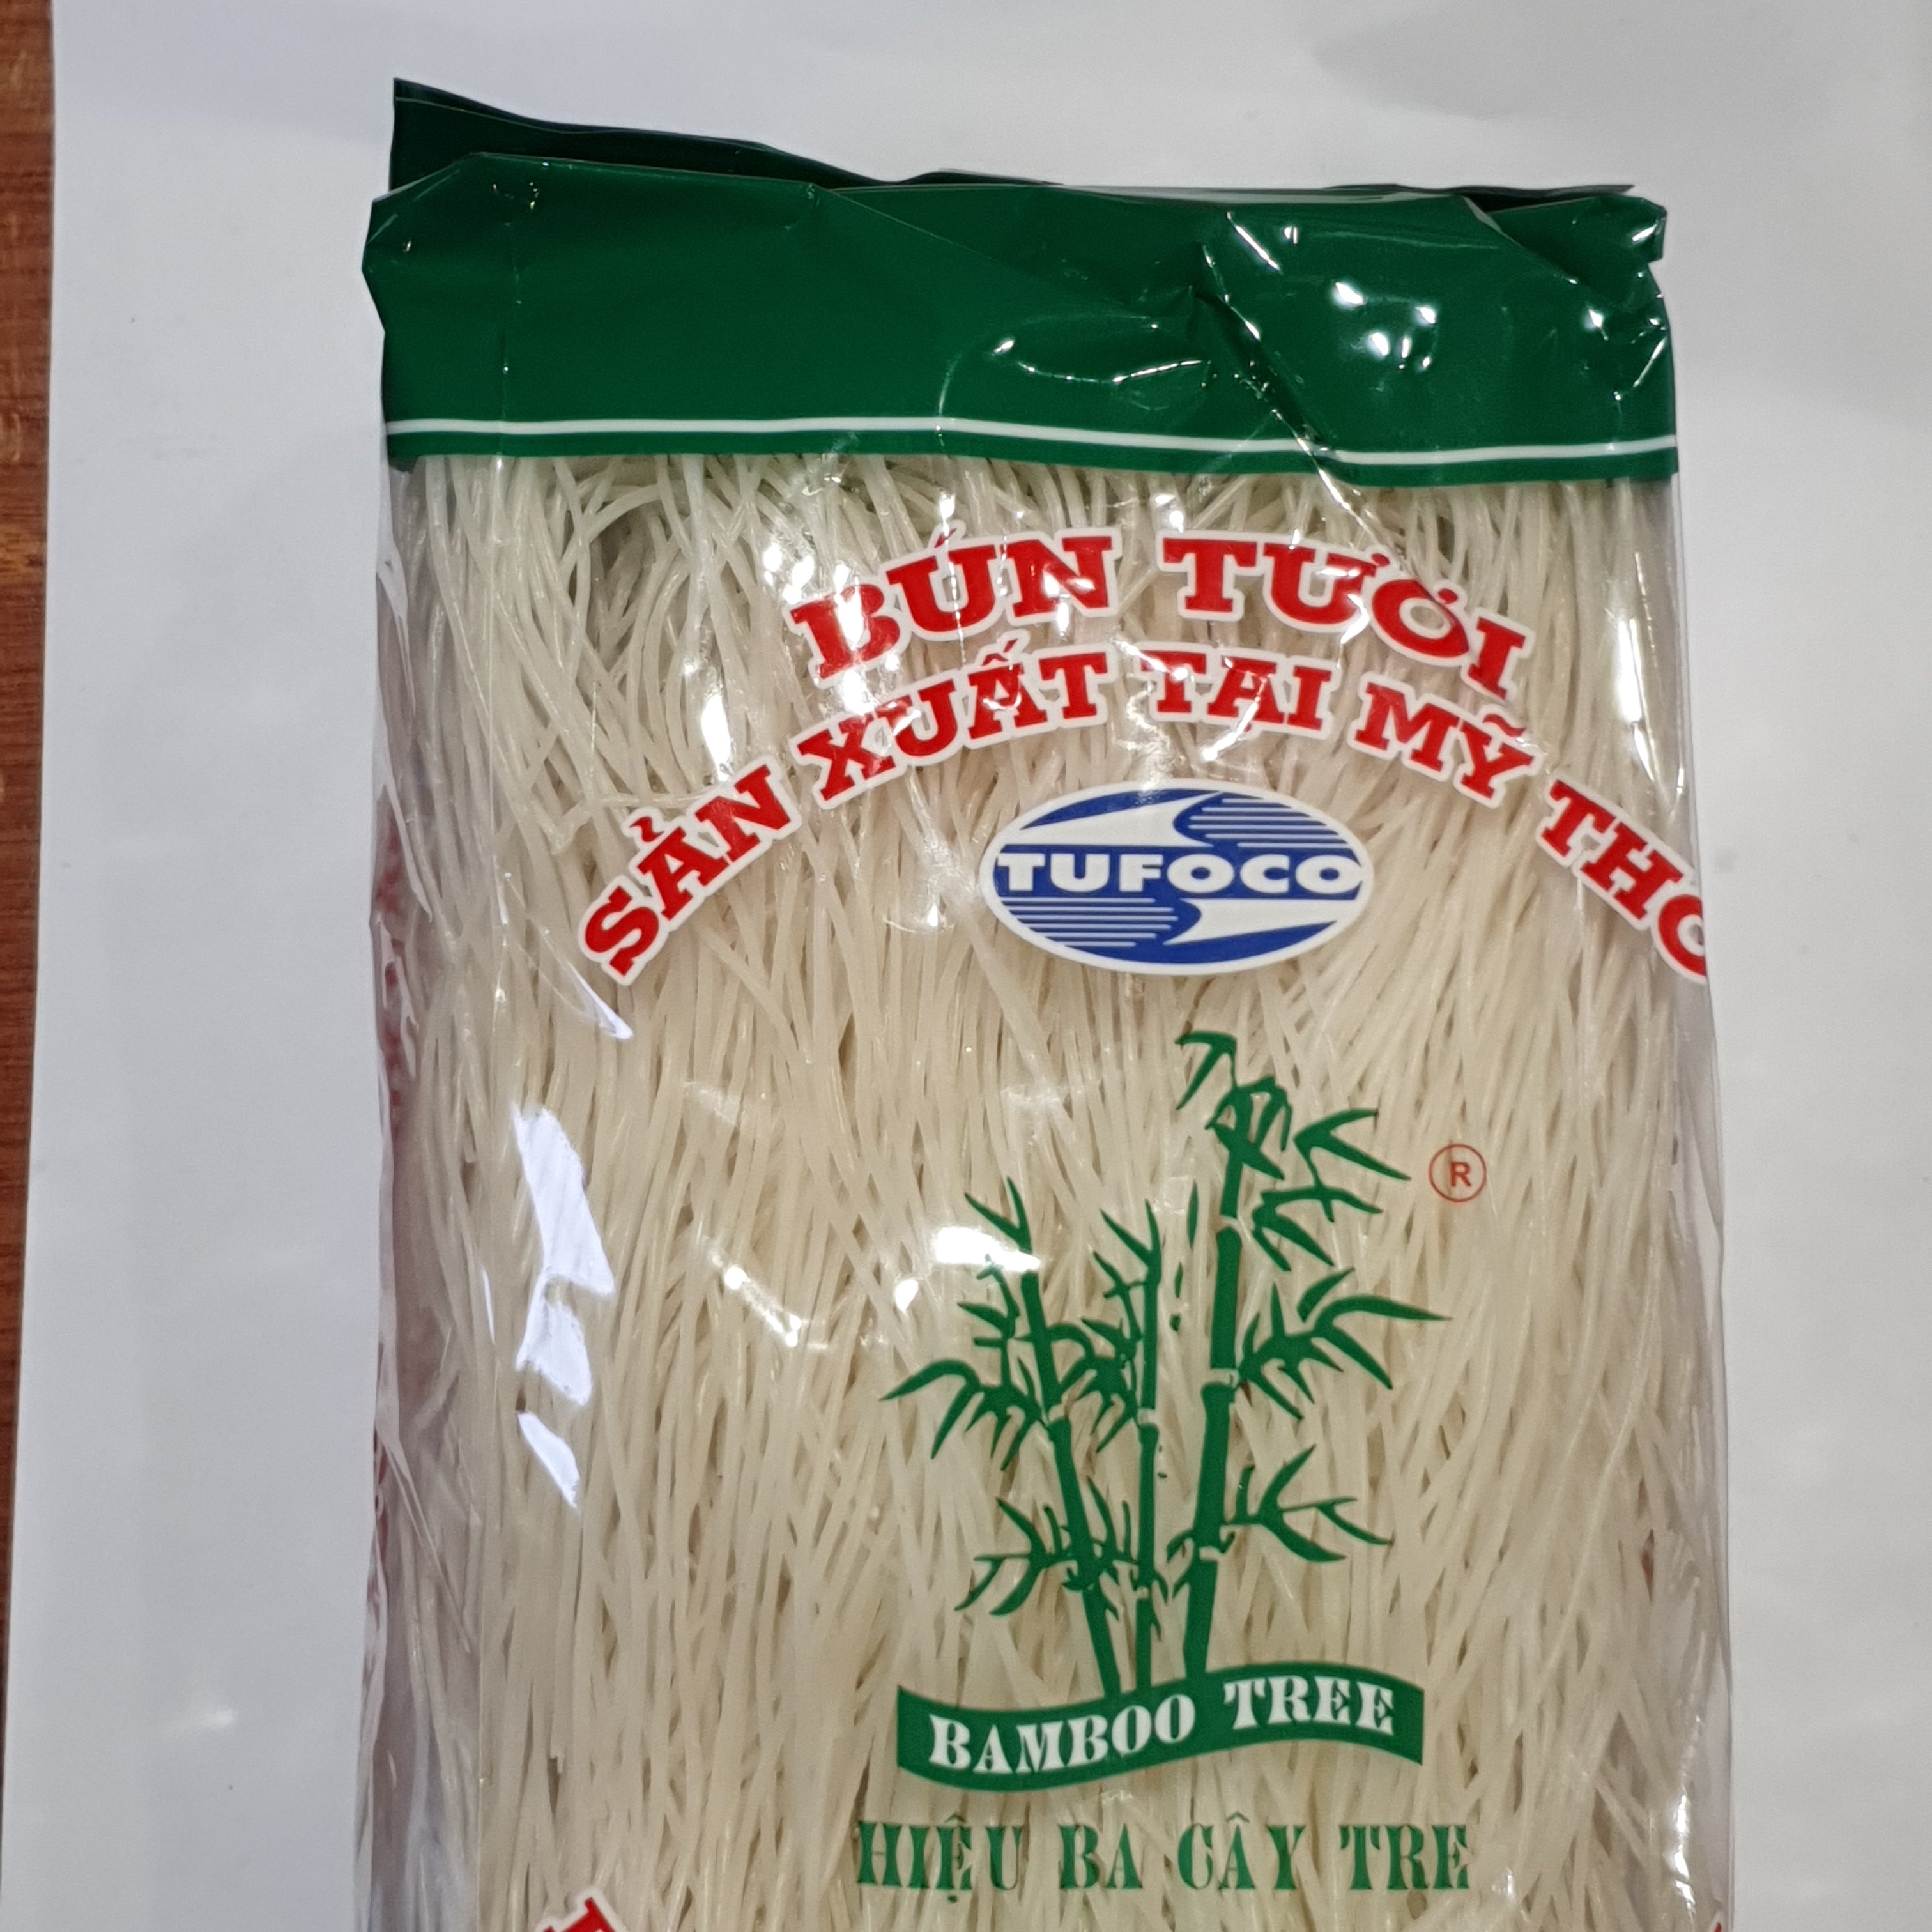 BÚN TƯƠI
SẢN XUẤT TẠI MỸ THO
TUFOCO
®
BAMBOO TREE
HIỆU BA CÂY TRE